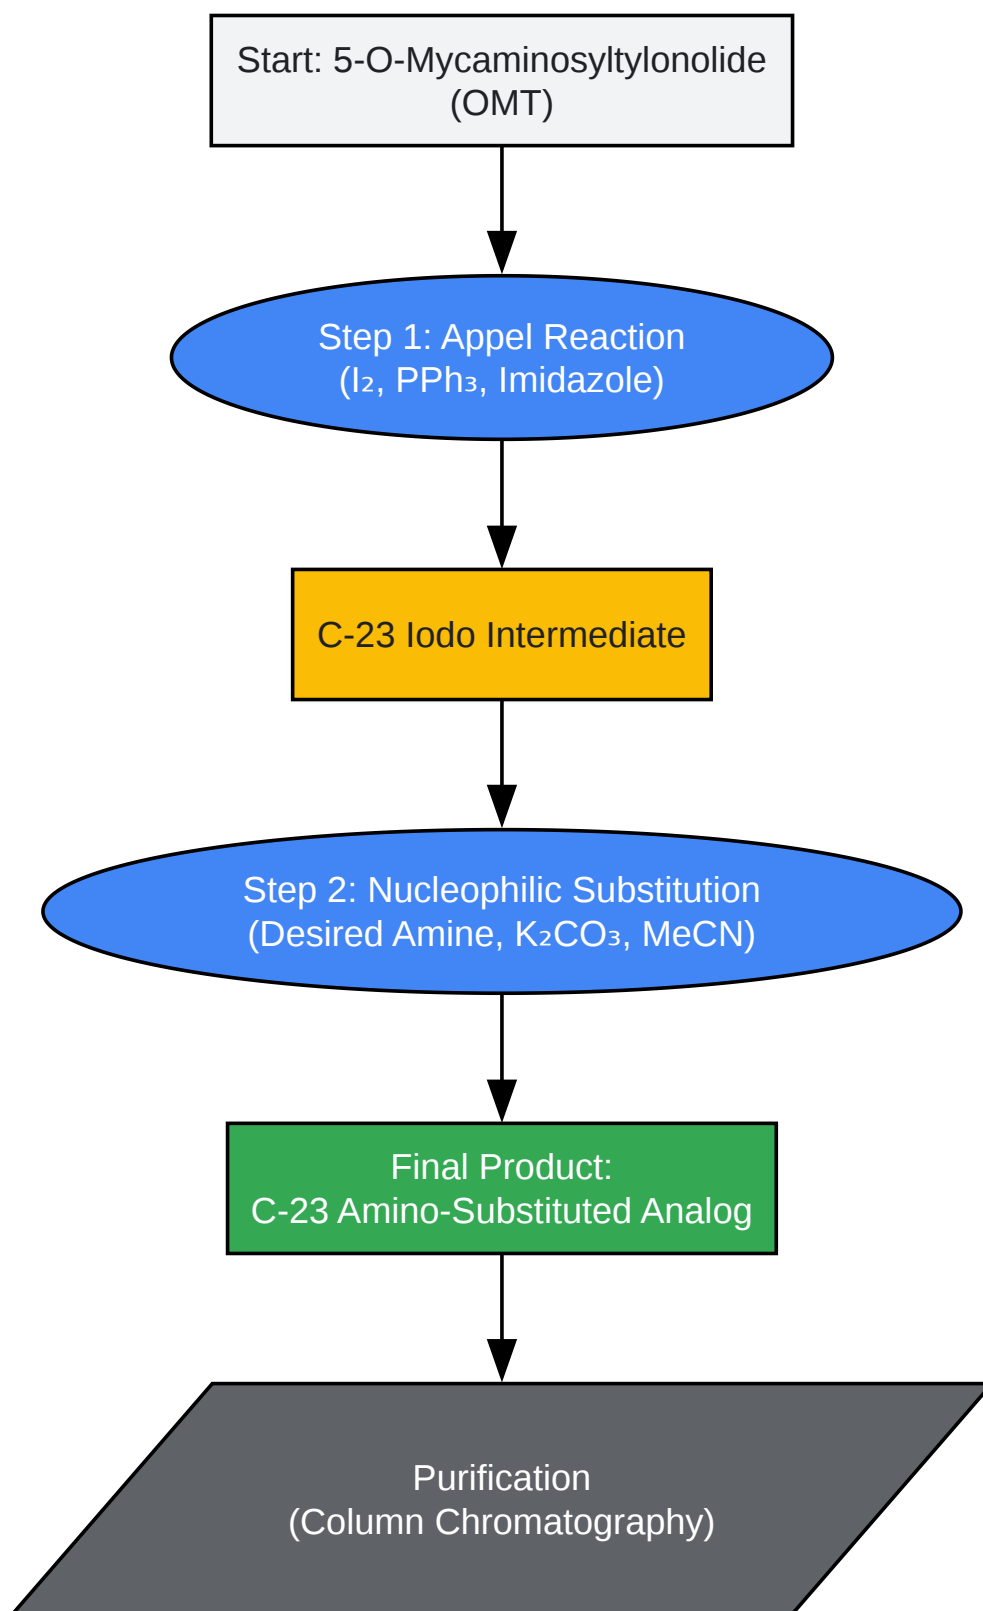 Start: 5-O-Mycaminosyltylonolide
(OMT)
Step 1: Appel Reaction
(I₂, PPh₃, Imidazole)
C-23 Iodo Intermediate
Step 2: Nucleophilic Substitution
(Desired Amine, K₂CO₃, MeCN)
Final Product:
C-23 Amino-Substituted Analog
Purification
(Column Chromatography)